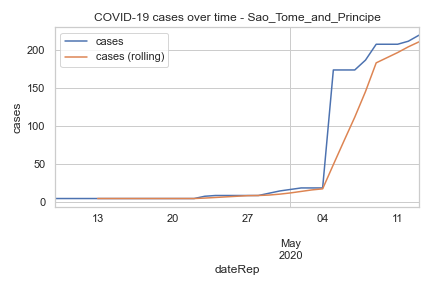 COVID-19 cases over time - Sao_Tome_and_Principe
cases
cases (rolling)
cases
200
150
100
50
0
13 20 27 04 11
May
2020
dateRep